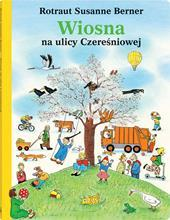 Rotraut Susanne Berner
Wiosna
na ulicy Czereśniowej